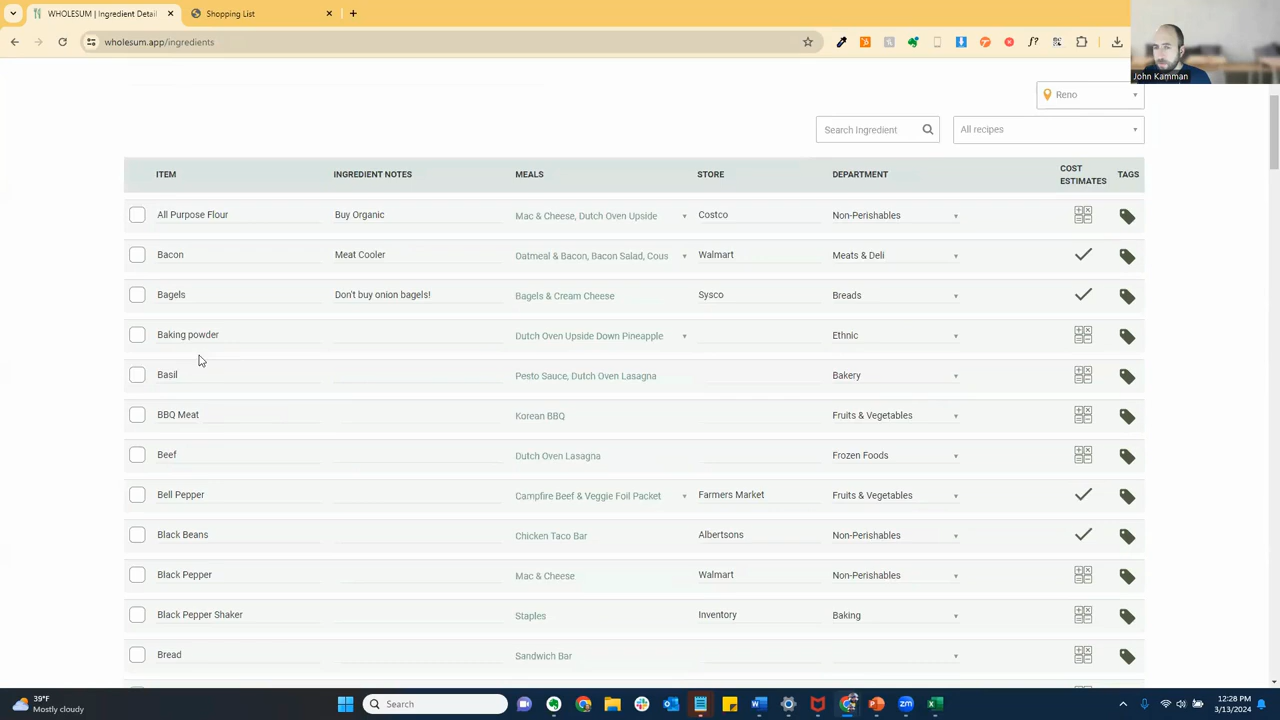 WHOLESUM | Ingredient Detail
Shopping List
wholesum.app/ingredients
John Kamman
Reno
Search Ingredient
All recipes
ITEM INGREDIENT NOTES MEALS STORE DEPARTMENT COST ESTIMATES TAGS
All Purpose Flour Buy Organic Mac & Cheese, Dutch Oven Upside Costco Non-Perishables
Bacon Meat Cooler Oatmeal & Bacon, Bacon Salad, Cous Walmart Meats & Deli
Bagels Don't buy onion bagels! Bagels & Cream Cheese Sysco Breads
Baking powder Dutch Oven Upside Down Pineapple Ethnic
Basil Pesto Sauce, Dutch Oven Lasagna Bakery
BBQ Meat Korean BBQ Fruits & Vegetables
Beef Dutch Oven Lasagna Frozen Foods
Bell Pepper Campfire Beef & Veggie Foil Packet Farmers Market Fruits & Vegetables
Black Beans Chicken Taco Bar Albertsons Non-Perishables
Black Pepper Mac & Cheese Walmart Non-Perishables
Black Pepper Shaker Staples Inventory Baking
Bread Sandwich Bar
39°F
Mostly cloudy
Search
12:28 PM
3/13/2024